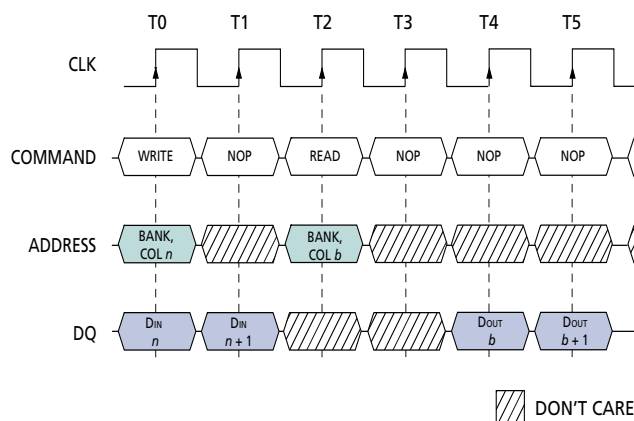 T0 T1 T2 T3 T4 T5
CLK
COMMAND WRITE NOP READ NOP NOP NOP
ADDRESS BANK, COL n BANK, COL b
DQ DIN n DIN n + 1 DOUT b DOUT b + 1
DON'T CARE